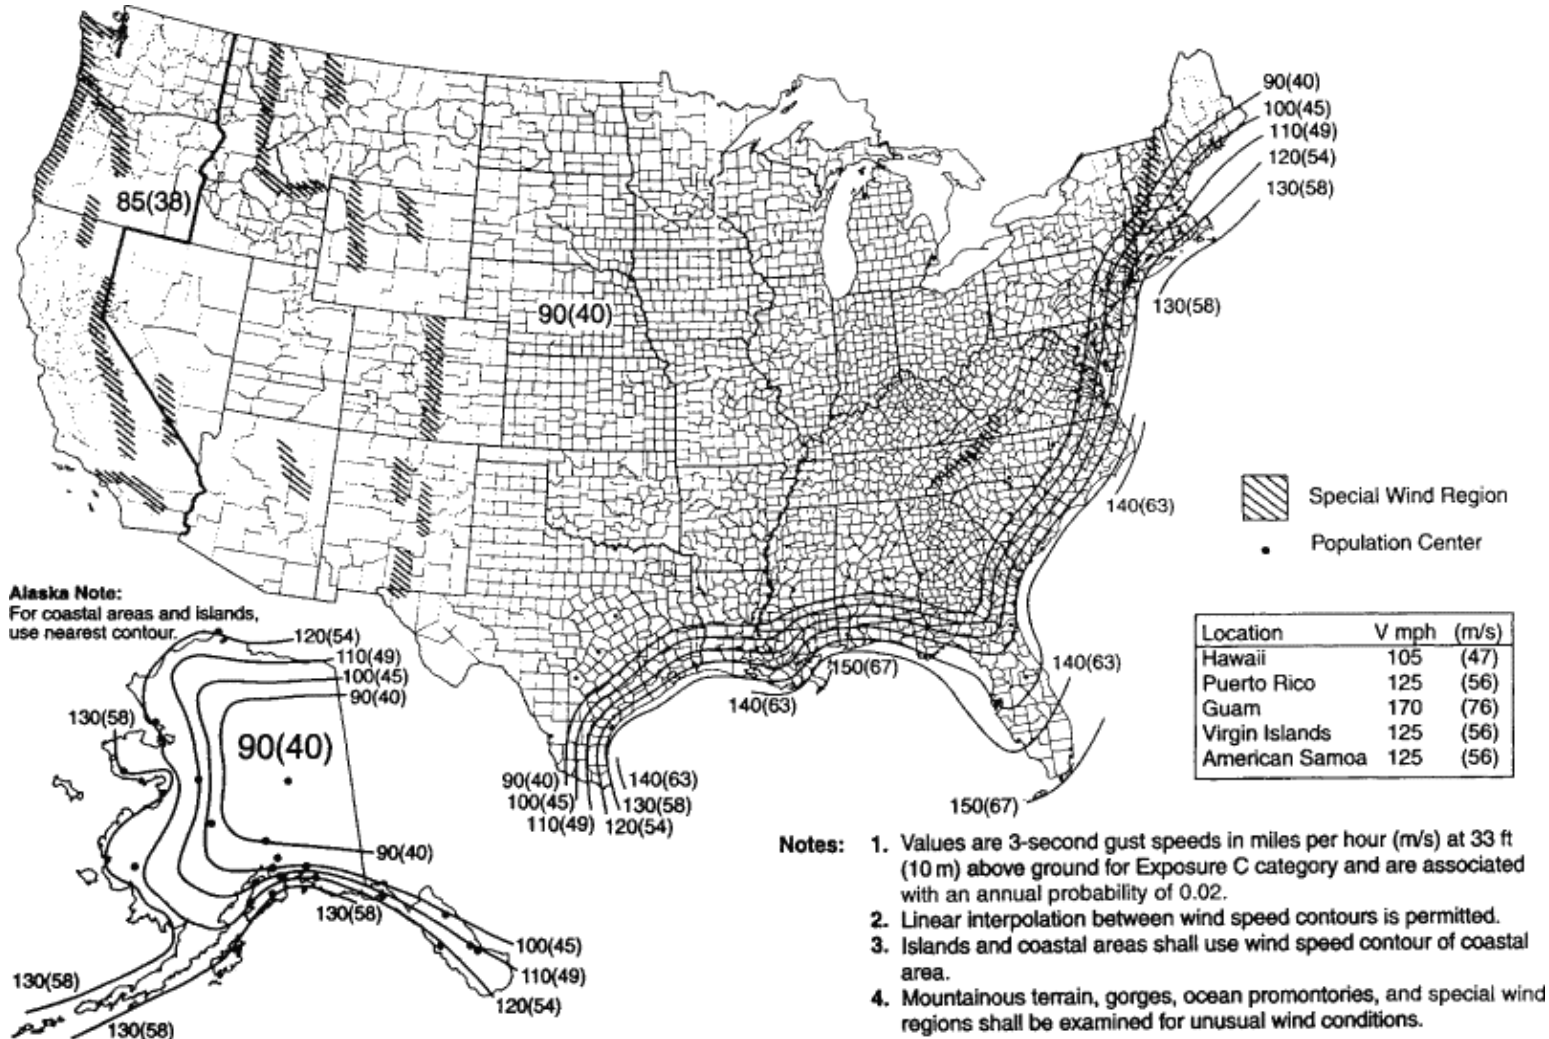 90(40)
100(45)
110(49)
120(54)
130(58)
85(38)
90(40)
130(58)
140(63)
Special Wind Region
Population Center
Alaska Note:
For coastal areas and islands,
use nearest contour.
120(54)
110(49)
100(45)
90(40)
130(58)
90(40)
90(40)
130(58)
100(45)
110(49)
120(54)
130(58)
130(58)
150(67)
140(63)
140(63)
90(40)
100(45)
110(49)
120(54)
130(58)
140(63)
150(67)
Location V mph (m/s)
Hawaii 105 (47)
Puerto Rico 125 (56)
Guam 170 (76)
Virgin Islands 125 (56)
American Samoa 125 (56)
Notes: 1. Values are 3-second gust speeds in miles per hour (m/s) at 33 ft
(10 m) above ground for Exposure C category and are associated
with an annual probability of 0.02.
2. Linear interpolation between wind speed contours is permitted.
3. Islands and coastal areas shall use wind speed contour of coastal
area.
4. Mountainous terrain, gorges, ocean promontories, and special wind
regions shall be examined for unusual wind conditions.